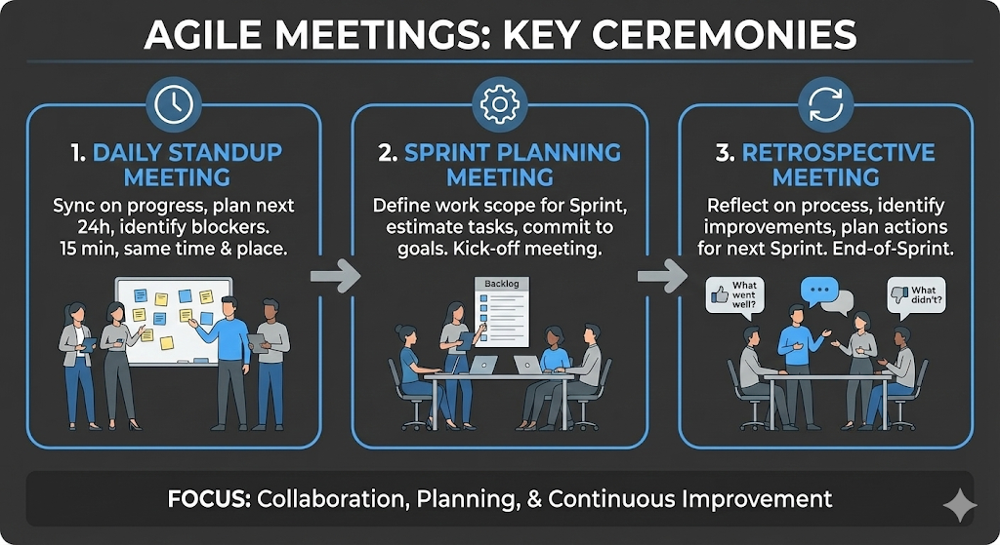 AGILE MEETINGS: KEY CEREMONIES
1. DAILY STANDUP
MEETING
Sync on progress, plan next
24h, identify blockers.
15 min, same time & place.
2. SPRINT PLANNING
MEETING
Define work scope for Sprint,
estimate tasks, commit to
goals. Kick-off meeting.
Backlog
3. RETROSPECTIVE
MEETING
Reflect on process, identify
improvements, plan actions
for next Sprint. End-of-Sprint.
What
went
well?
What
didn't?
FOCUS: Collaboration, Planning, & Continuous Improvement